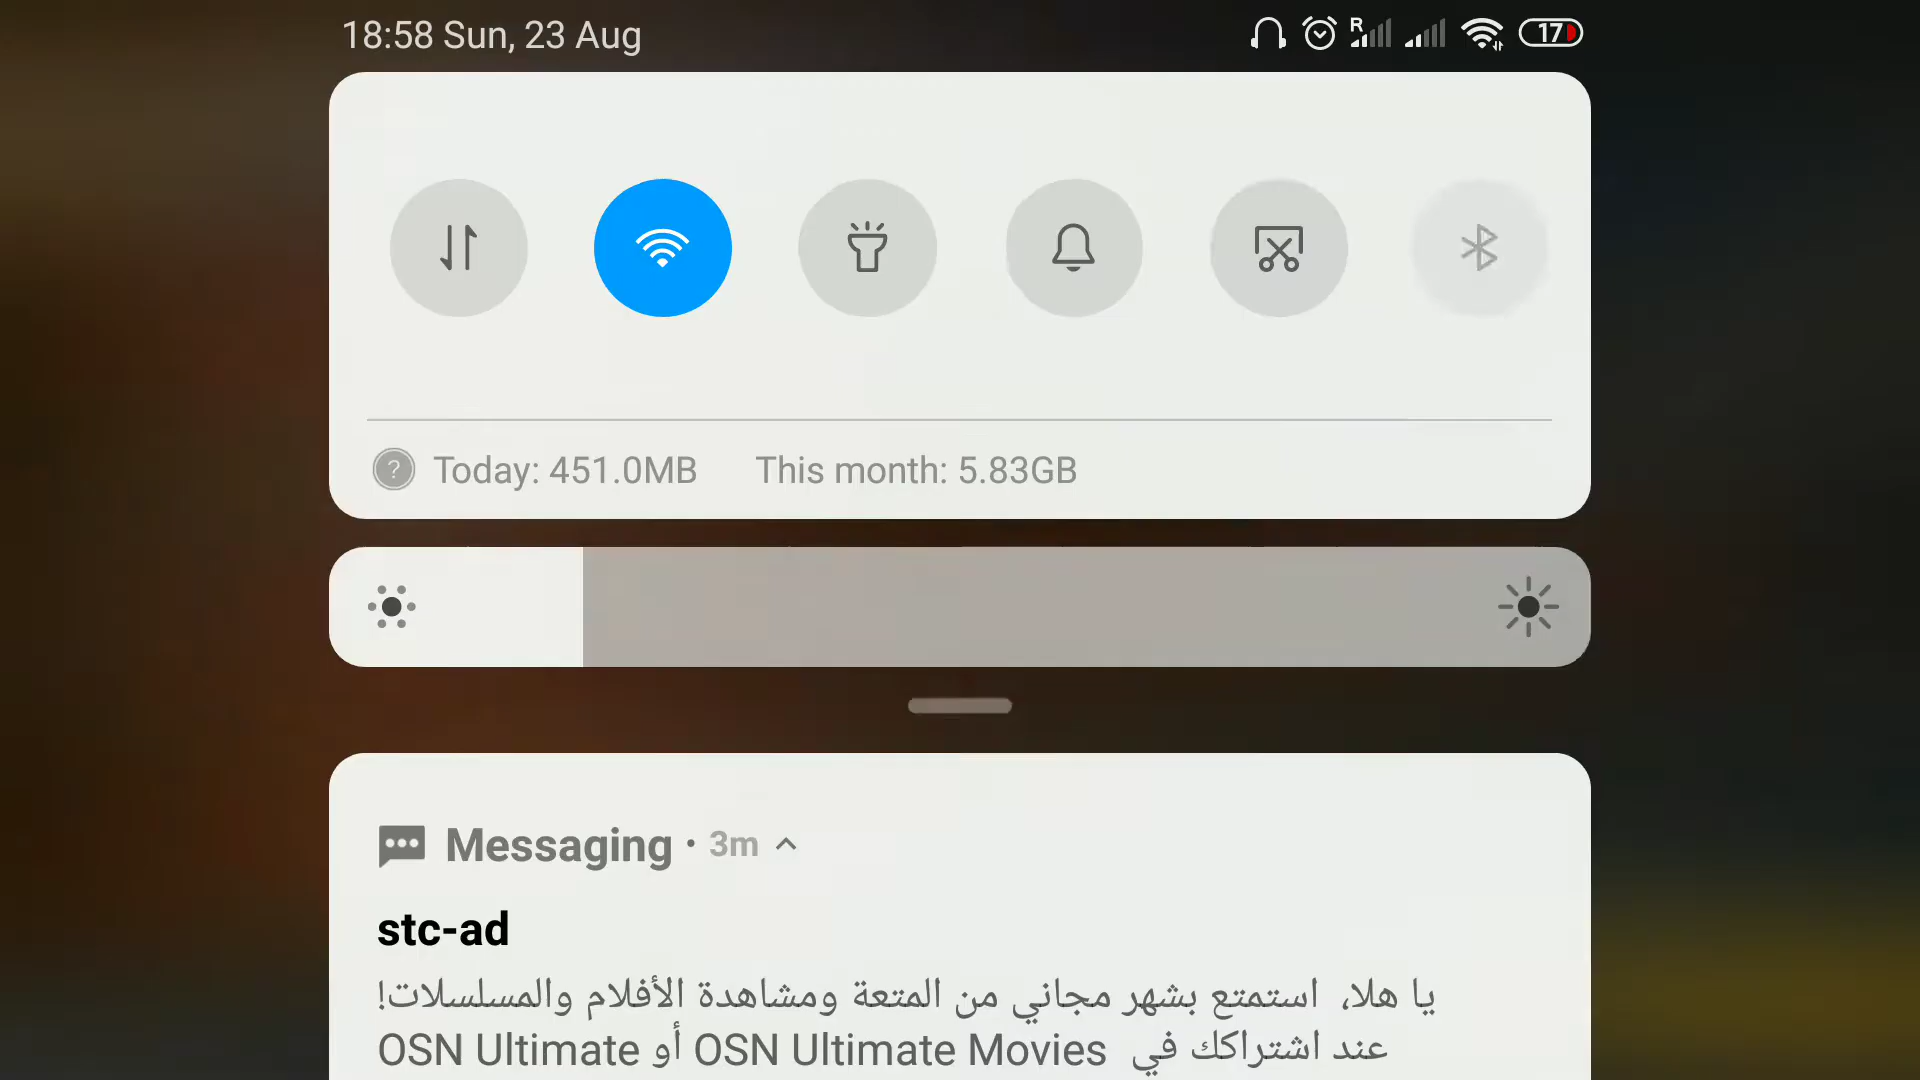 18:58 Sun, 23 Aug
R
17
? Today: 451.0MB This month: 5.83GB
Messaging • 3m
stc-ad
يا هلا، استمتع بشهر مجاني من المتعة ومشاهدة الأفلام والمسلسلات!
عند اشتراكك في OSN Ultimate Movies أو OSN Ultimate